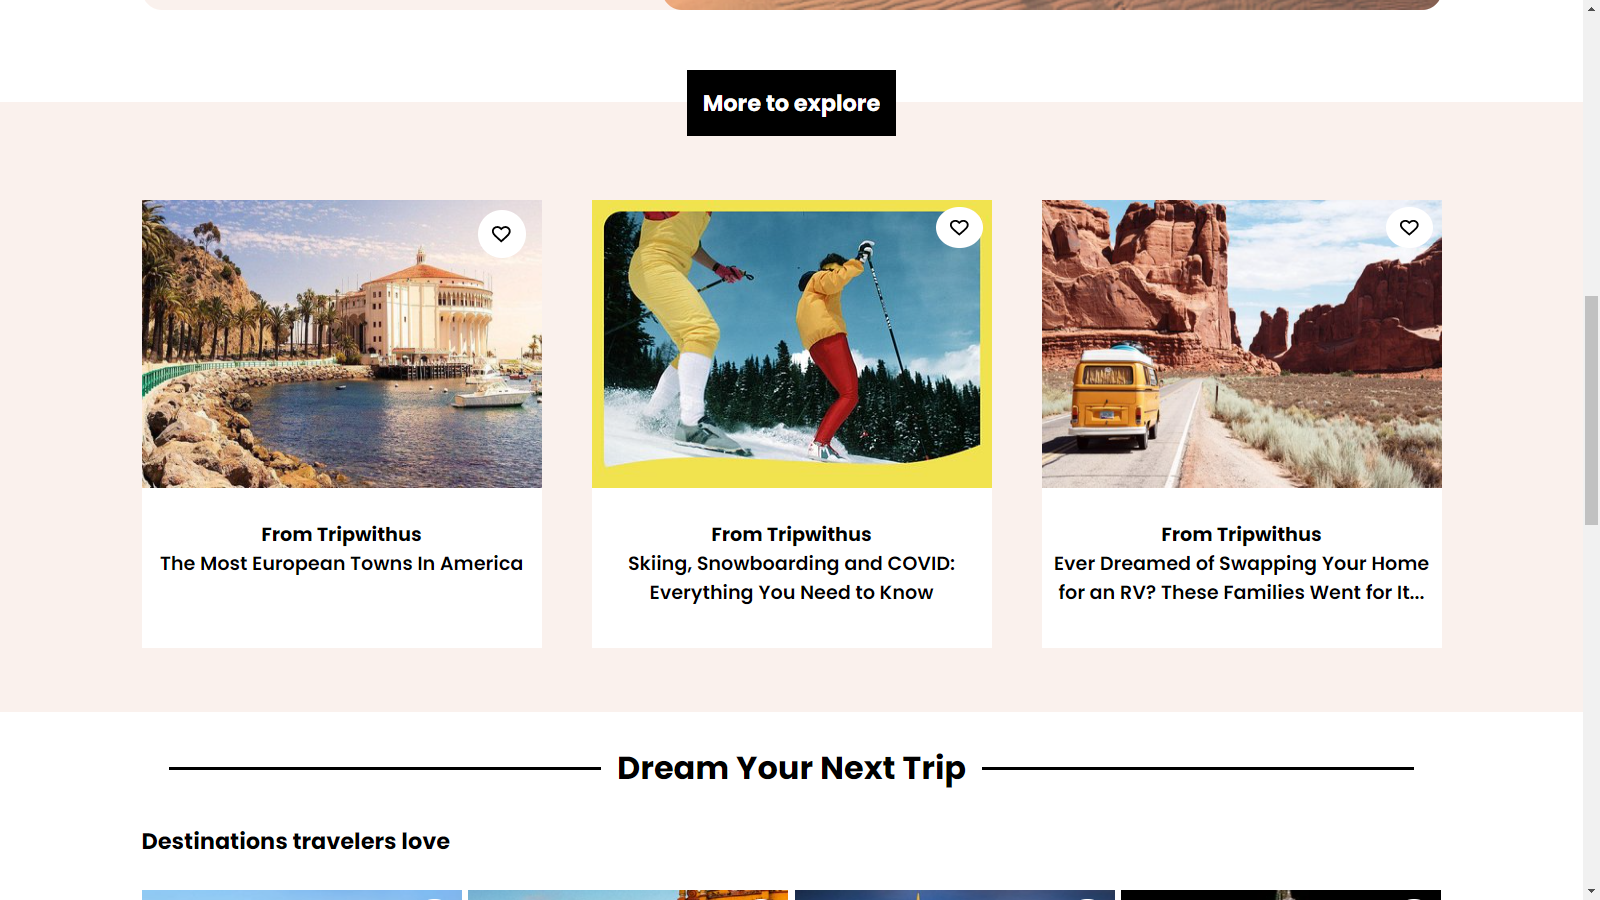 More to explore
From Tripwithus
The Most European Towns In America
From Tripwithus
Skiing, Snowboarding and COVID:
Everything You Need to Know
From Tripwithus
Ever Dreamed of Swapping Your Home
for an RV? These Families Went for It...
Dream Your Next Trip
Destinations travelers love